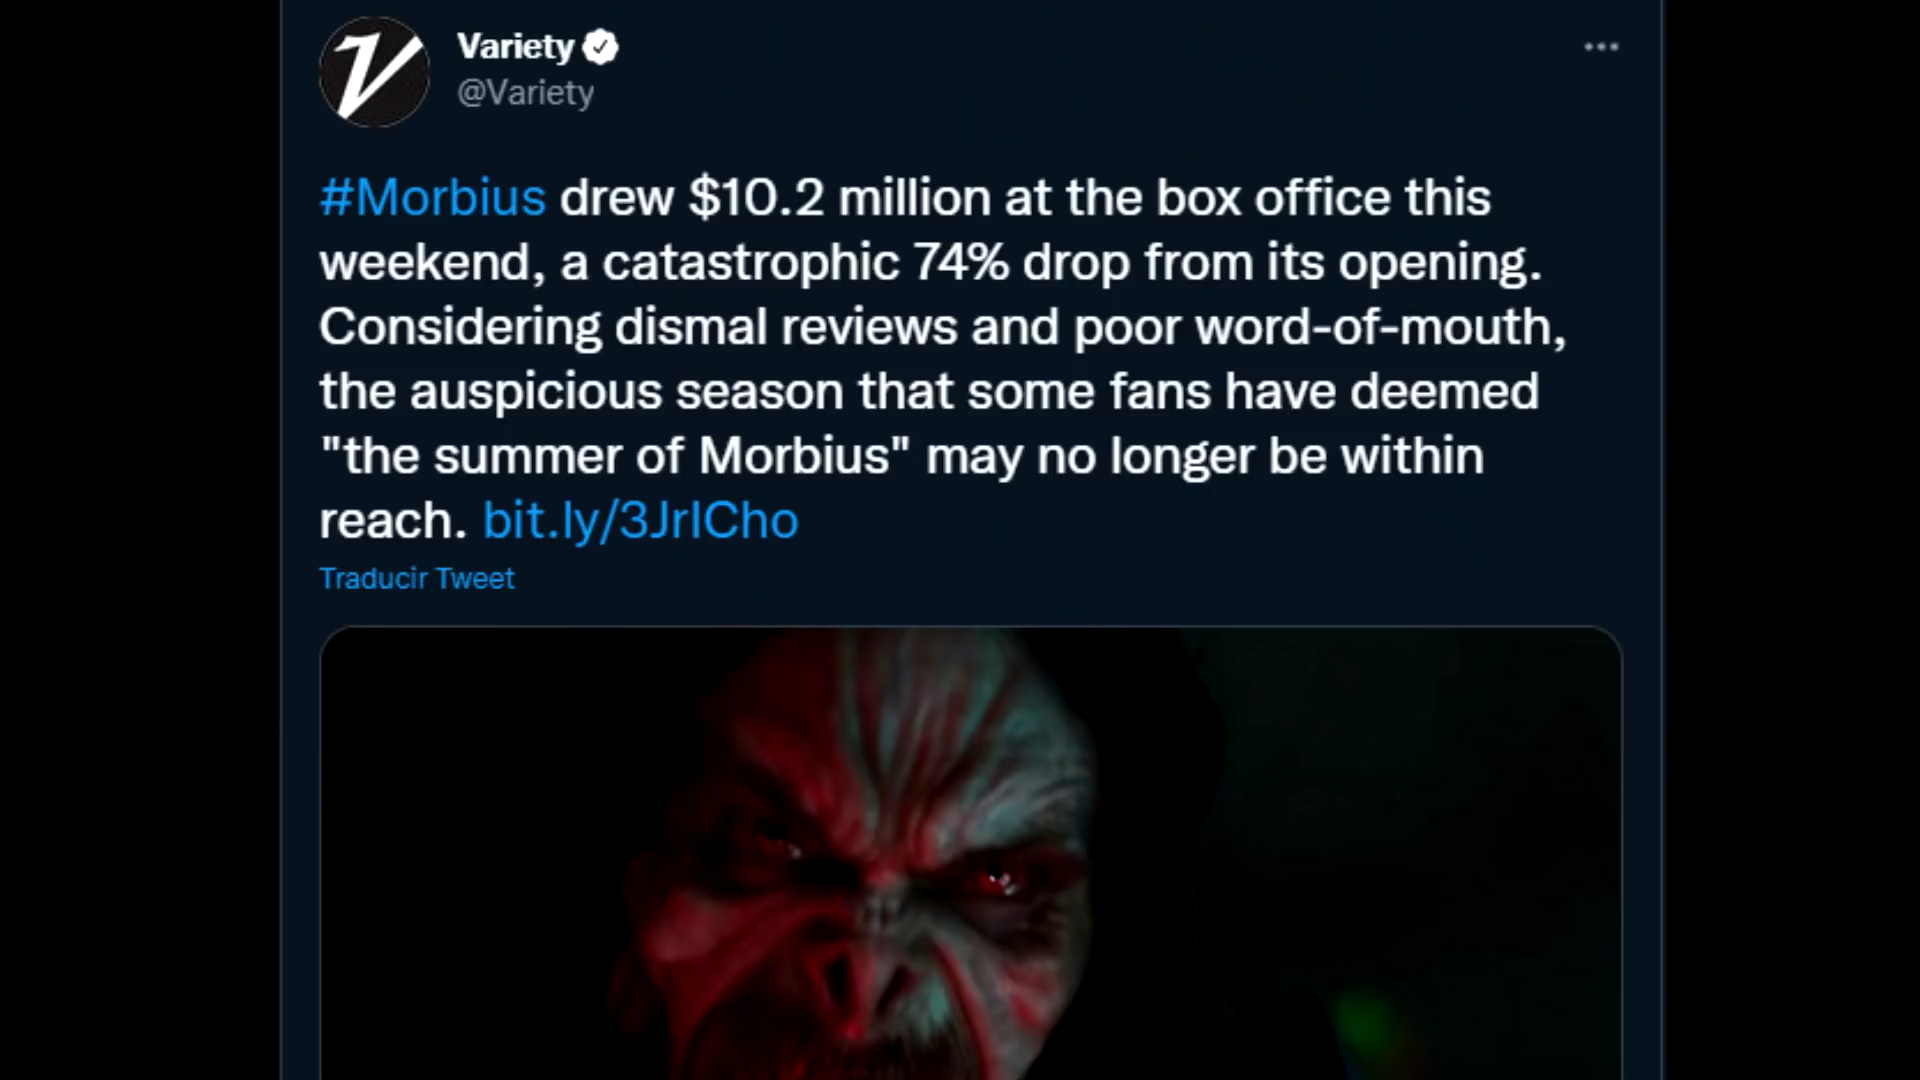 Variety
@Variety
#Morbius drew $10.2 million at the box office this
weekend, a catastrophic 74% drop from its opening.
Considering dismal reviews and poor word-of-mouth,
the auspicious season that some fans have deemed
"the summer of Morbius" may no longer be within
reach. bit.ly/3JrICho
Traducir Tweet